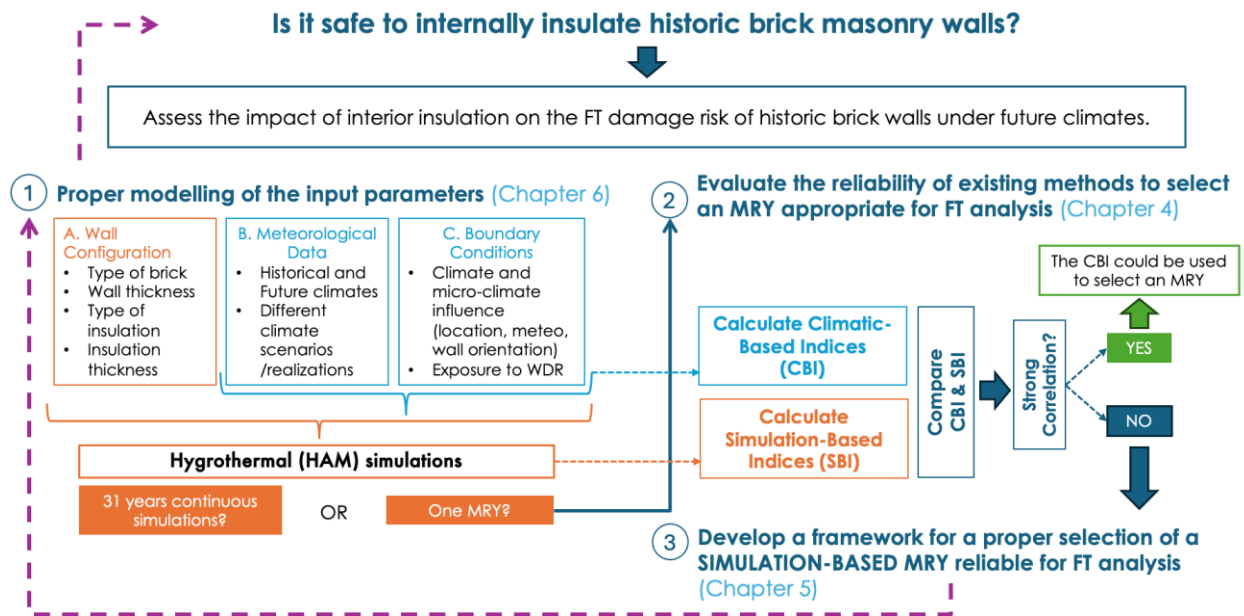 Is it safe to internally insulate historic brick masonry walls?
Assess the impact of interior insulation on the FT damage risk of historic brick walls under future climates.
1
Proper modelling of the input parameters (Chapter 6)
A. Wall
Configuration
• Type of brick
• Wall thickness
• Type of
insulation
• Insulation
thickness
B. Meteorological
Data
• Historical and
Future climates
• Different
climate
scenarios
/realizations
C. Boundary
Conditions
• Climate and
micro-climate
influence
(location, meteo,
wall orientation)
• Exposure to WDR
Hygrothermal (HAM) simulations
31 years continuous
simulations?
OR
One MRY?
2
Evaluate the reliability of existing methods to select
an MRY appropriate for FT analysis (Chapter 4)
Calculate Climatic-
Based Indices
(CBI)
Calculate
Simulation-Based
Indices (SBI)
Compare
CBI & SBI
Strong
Correlation?
The CBI could be used
to select an MRY
YES
NO
3
Develop a framework for a proper selection of a
SIMULATION-BASED MRY reliable for FT analysis
(Chapter 5)